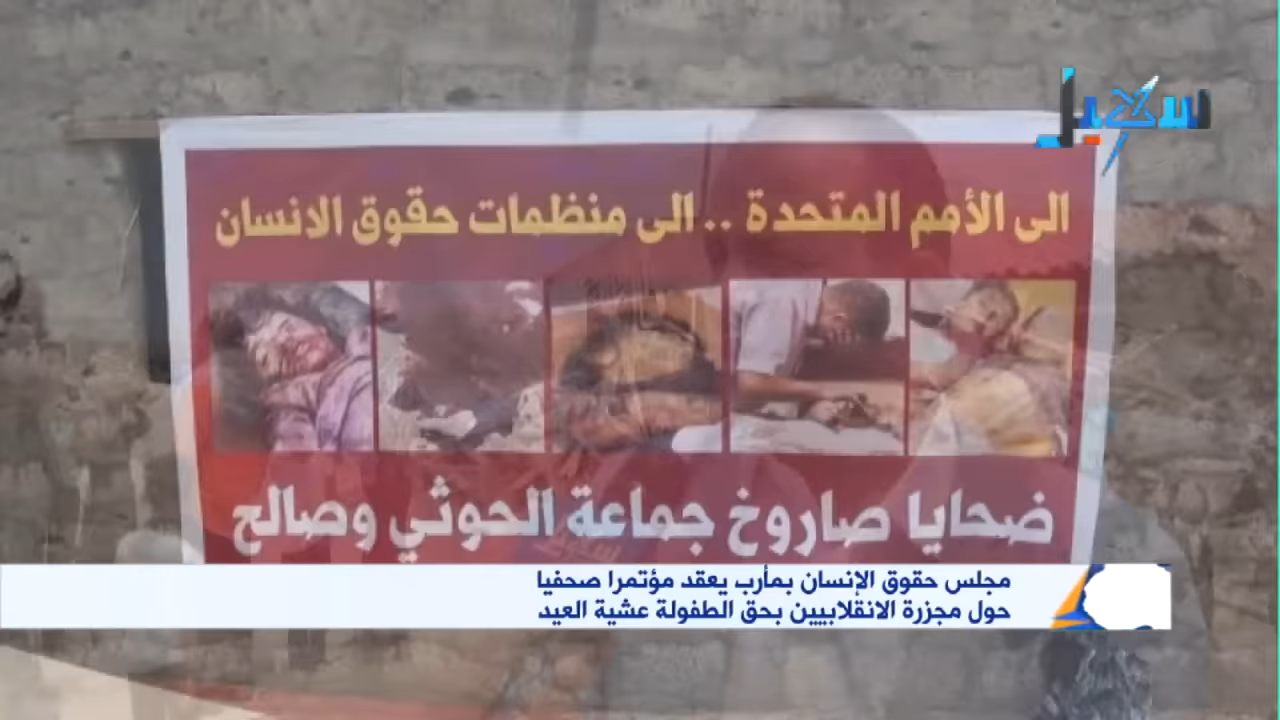 سهيل
الى الأمم المتحدة .. الى منظمات حقوق الانسان
ضحايا صاروخ جماعة الحوثي وصالح
مجلس حقوق الإنسان بمأرب يعقد مؤتمرا صحفيا
حول مجزرة الانقلابيين بحق الطفولة عشية العيد